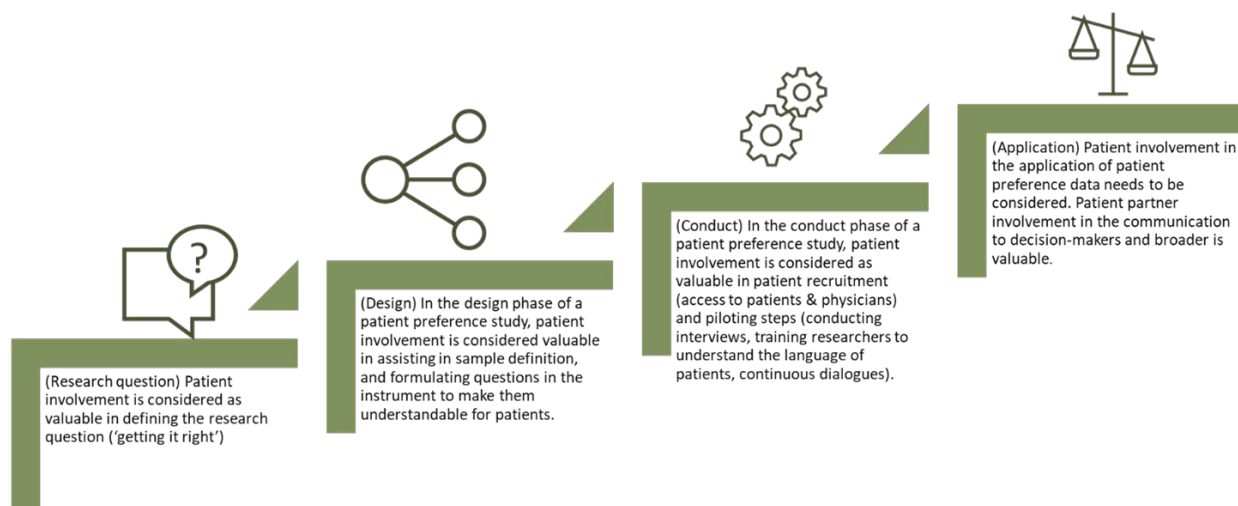 ?
(Research question) Patient
involvement is considered as
valuable in defining the research
question (‘getting it right’)
(Design) In the design phase of a
patient preference study, patient
involvement is considered valuable
in assisting in sample definition,
and formulating questions in the
instrument to make them
understandable for patients.
(Conduct) In the conduct phase of a
patient preference study, patient
involvement is considered as
valuable in patient recruitment
(access to patients & physicians)
and piloting steps (conducting
interviews, training researchers to
understand the language of
patients, continuous dialogues).
(Application) Patient involvement in
the application of patient
preference data needs to be
considered. Patient partner
involvement in the communication
to decision-makers and broader is
valuable.